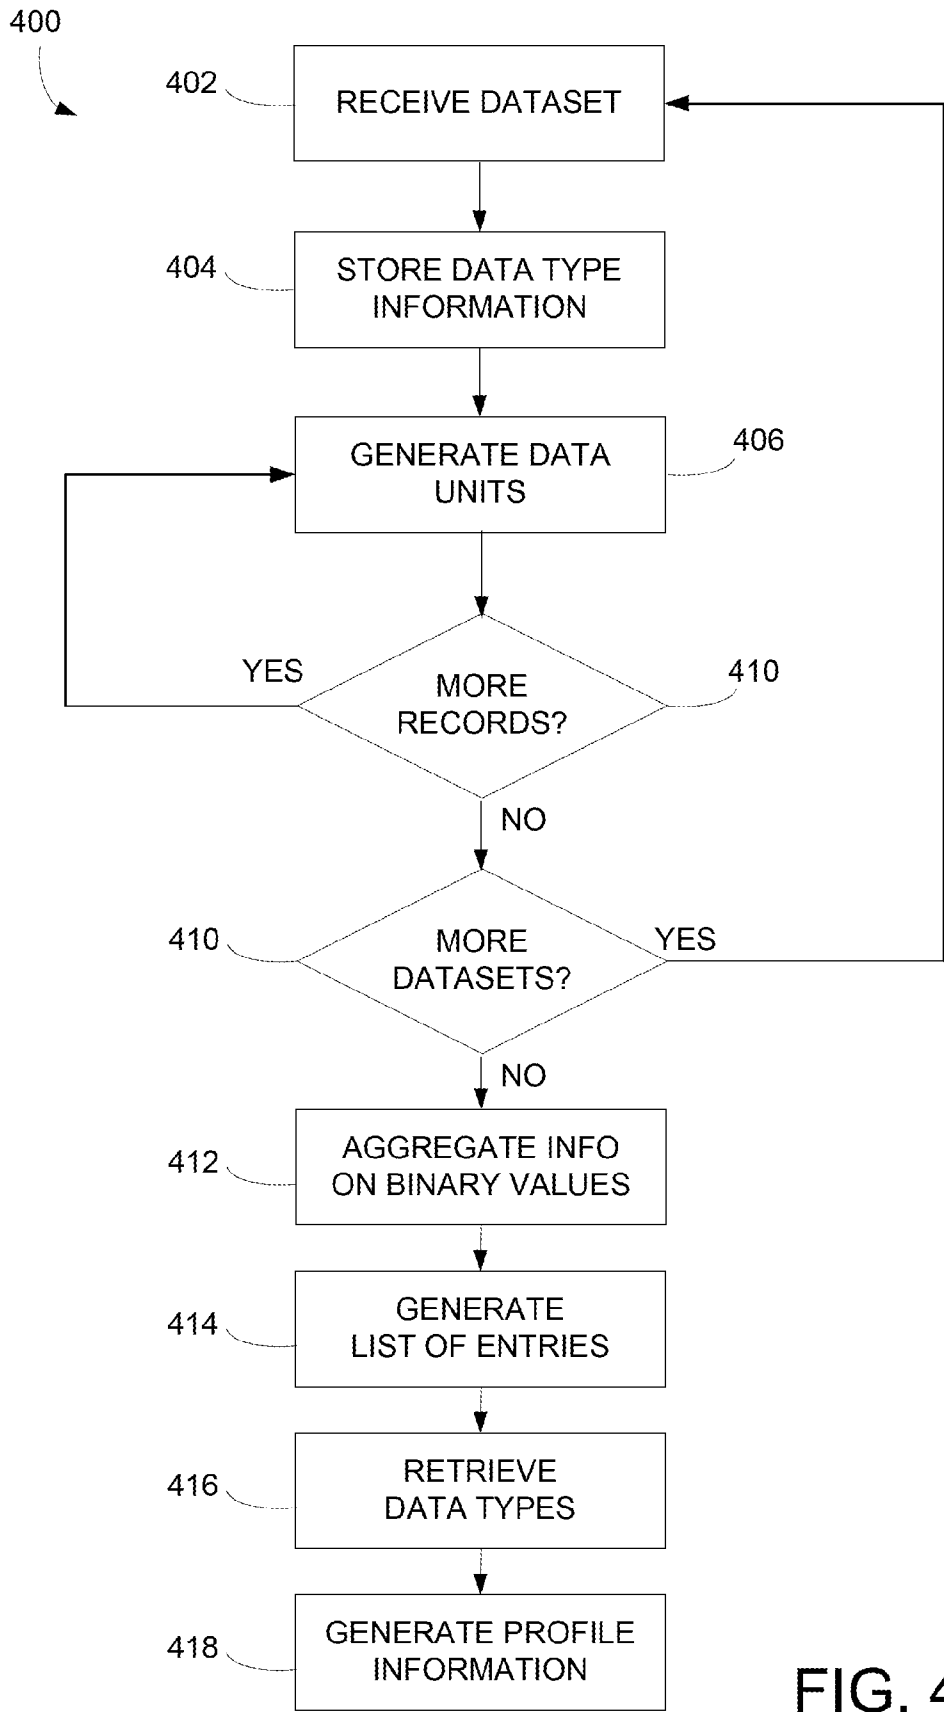 400
402
RECEIVE DATASET
404
STORE DATA TYPE
INFORMATION
GENERATE DATA
UNITS
406
YES
MORE
RECORDS?
410
NO
410
MORE
DATASETS?
YES
NO
412
AGGREGATE INFO
ON BINARY VALUES
414
GENERATE
LIST OF ENTRIES
416
RETRIEVE
DATA TYPES
418
GENERATE PROFILE
INFORMATION
FIG. 4